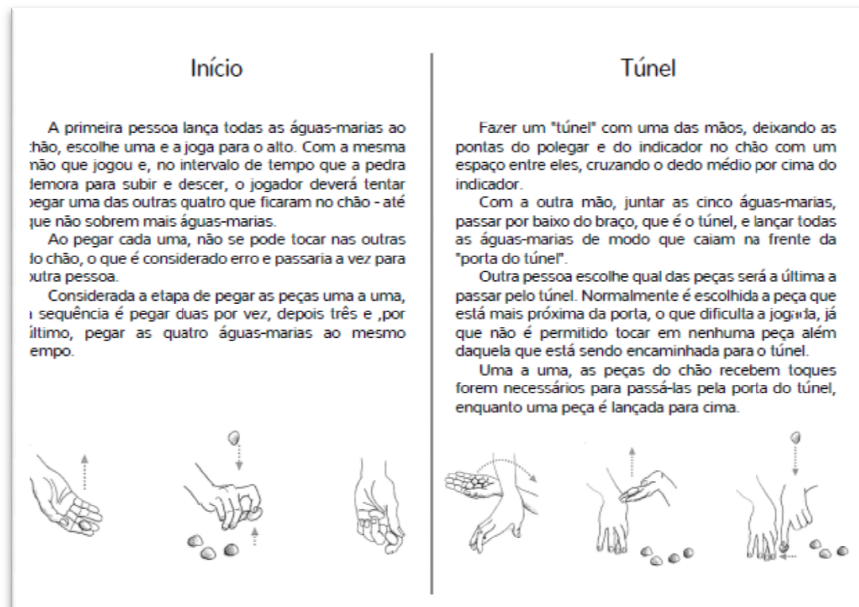 Início
A primeira pessoa lança todas as águas-marias ao
hão, escolhe uma e a joga para o alto. Com a mesma
mão que jogou e, no intervalo de tempo que a pedra
demora para subir e descer, o jogador deverá tentar
pegar uma das outras quatro que ficaram no chão - até
que não sobrem mais águas-marias.
Ao pegar cada uma, não se pode tocar nas outras
do chão, o que é considerado erro e passaria a vez para
outra pessoa.
Considerada a etapa de pegar as peças uma a uma,
a sequência é pegar duas por vez, depois três e ,por
último, pegar as quatro águas-marias ao mesmo
empo.
Túnel
Fazer um "túnel" com uma das mãos, deixando as
pontas do polegar e do indicador no chão com um
espaço entre eles, cruzando o dedo médio por cima do
indicador.
Com a outra mão, juntar as cinco águas-marias,
passar por baixo do braço, que é o túnel, e lançar todas
as águas-marias de modo que caiam na frente da
"porta do túnel".
Outra pessoa escolhe qual das peças será a última a
passar pelo túnel. Normalmente é escolhida a peça que
está mais próxima da porta, o que dificulta a jogada, já
que não é permitido tocar em nenhuma peça além
daquela que está sendo encaminhada para o túnel.
Uma a uma, as peças do chão recebem toques
forem necessários para passá-las pela porta do túnel,
enquanto uma peça é lançada para cima.